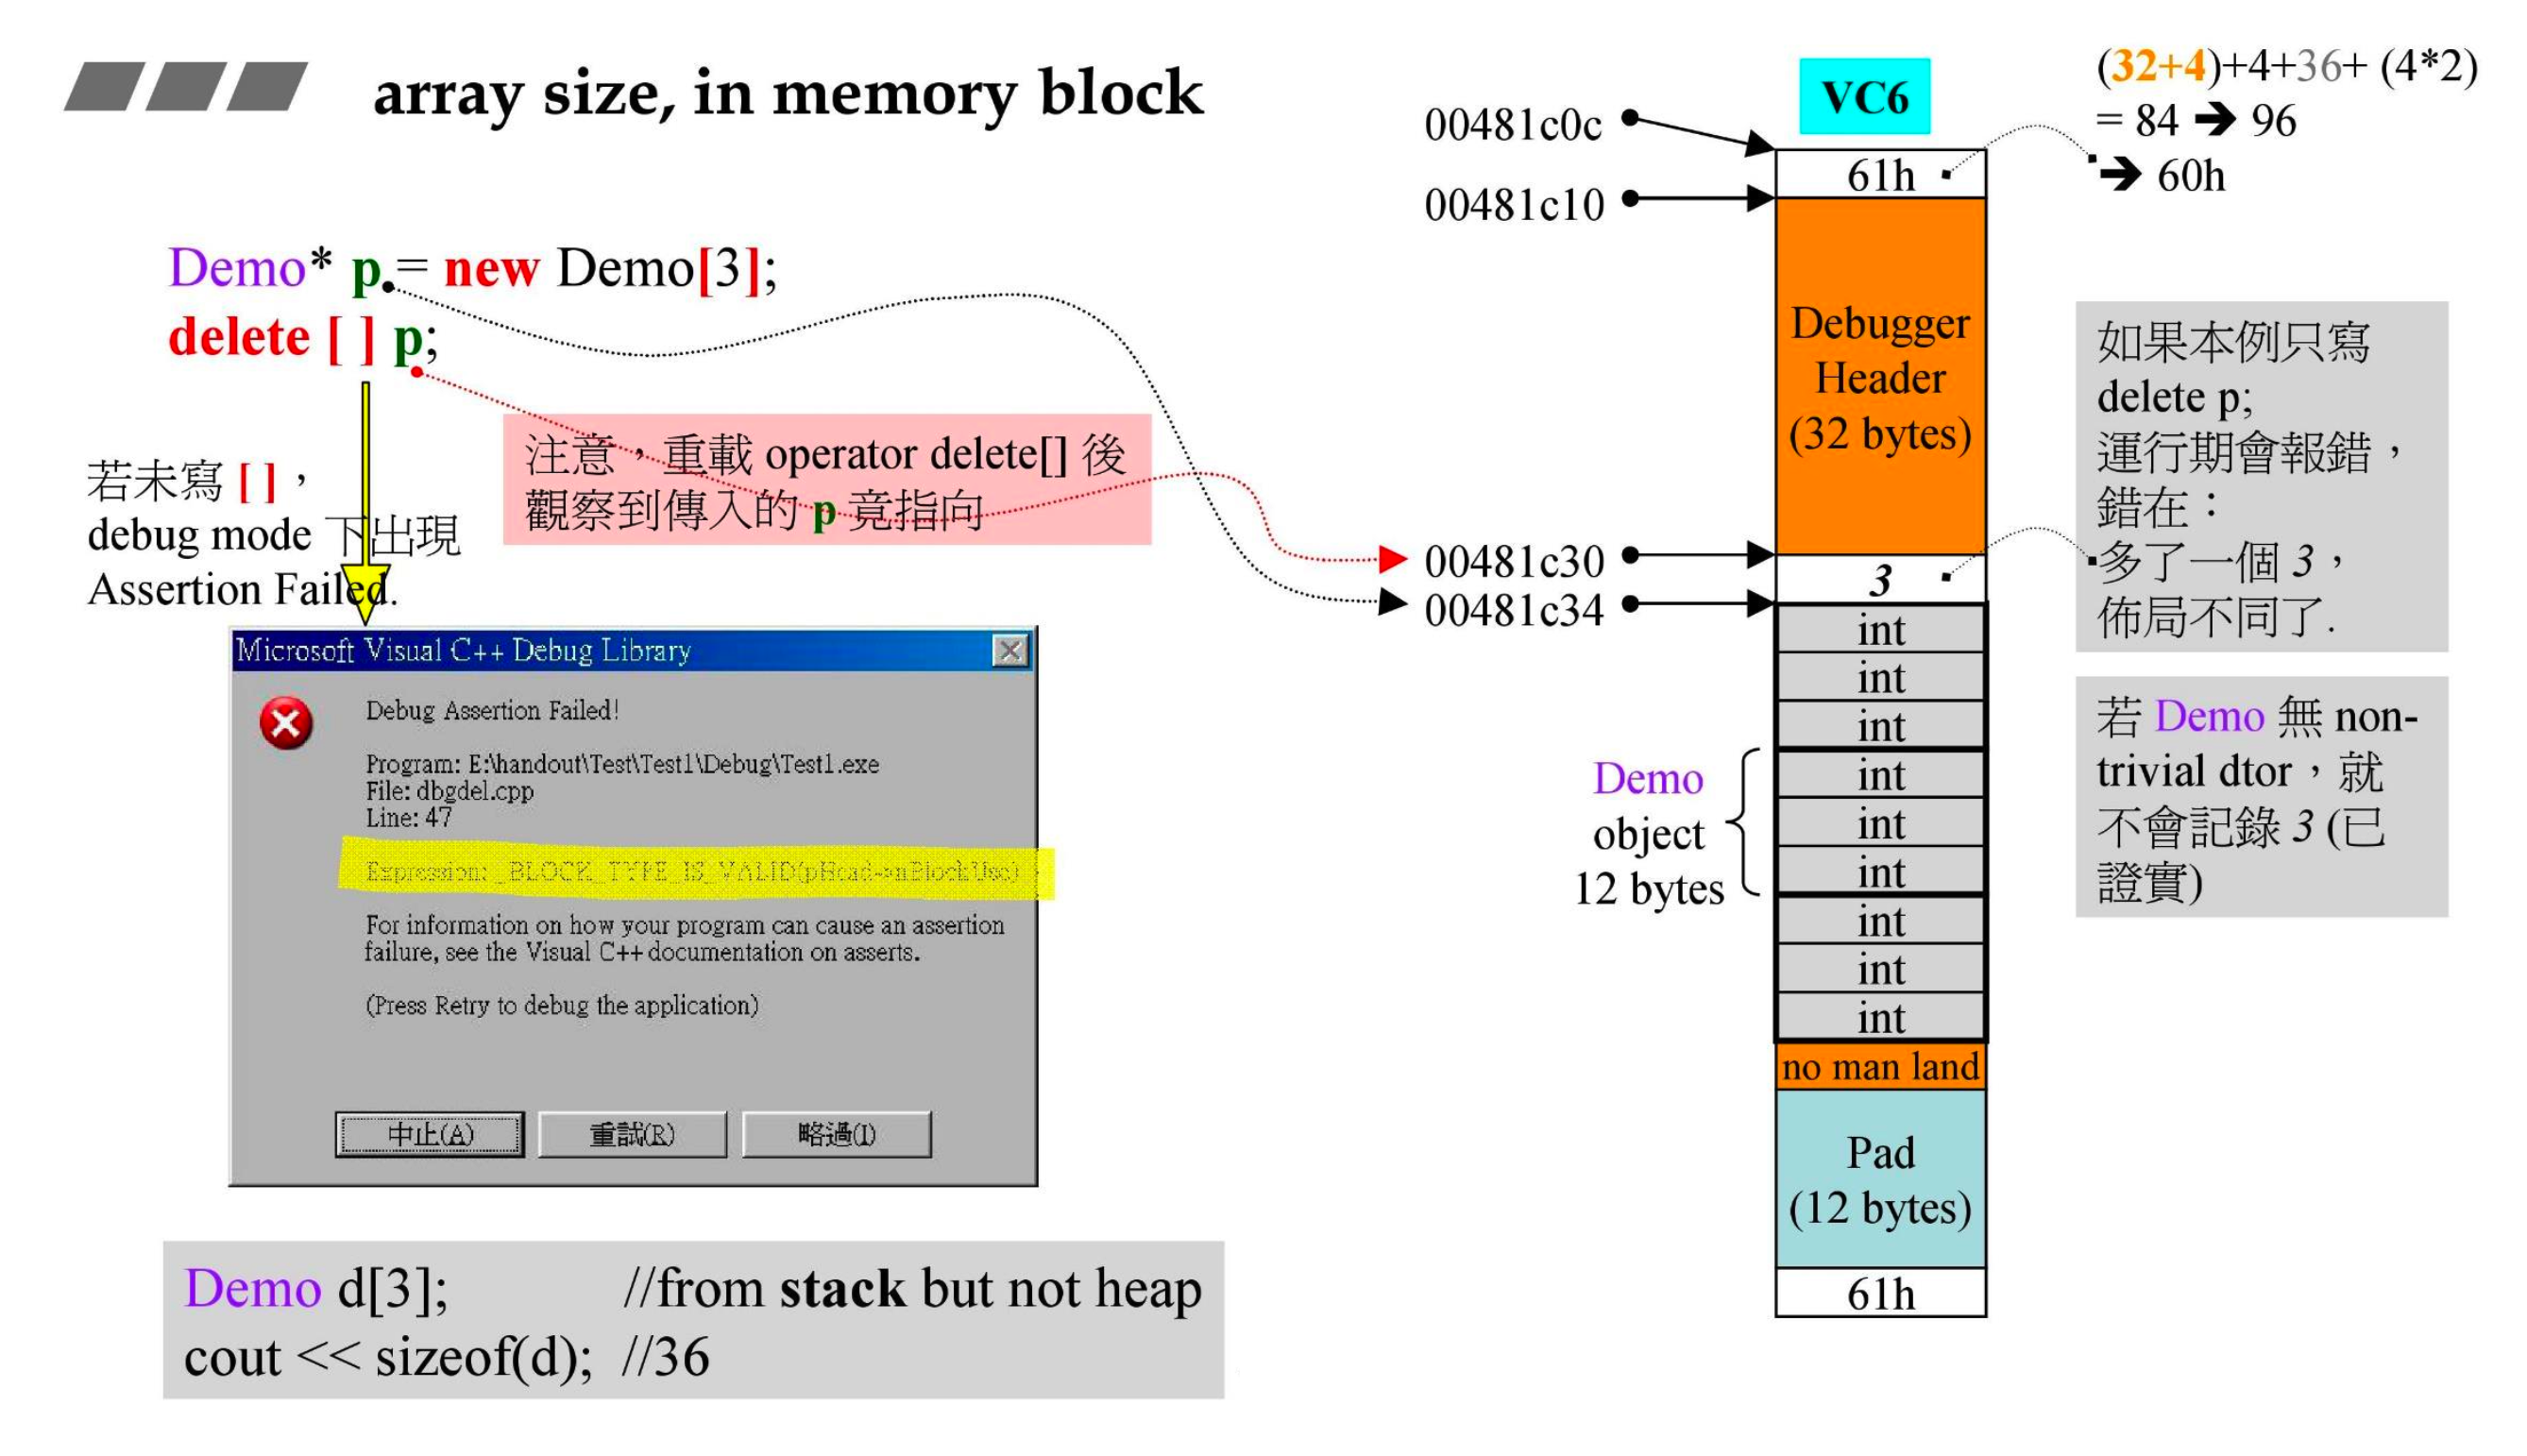 array size, in memory block
Demo* p = new Demo[3];
delete [ ] p;
若未寫 [ ]，
debug mode 下出現
Assertion Failed.
注意，重載 operator delete[] 後
觀察到傳入的 p 竟指向
Microsoft Visual C++ Debug Library
Debug Assertion Failed!
Program: E:\handout\Test\Test1\Debug\Test1.exe
File: dbgdel.cpp
Line: 47
Expression: _BLOCK_TYPE_IS_VALID(pHead->nBlockUse)
For information on how your program can cause an assertion
failure, see the Visual C++ documentation on asserts.
(Press Retry to debug the application)
中止(A)
重試(R)
略過(I)
Demo d[3]; //from stack but not heap
cout << sizeof(d); //36
VC6
00481c0c
00481c10
00481c30
00481c34
61h
Debugger
Header
(32 bytes)
3
int
int
int
int
int
int
int
int
int
no man land
Pad
(12 bytes)
61h
Demo
object
12 bytes
(32+4)+4+36+ (4*2)
= 84 ➔ 96
➔ 60h
如果本例只寫
delete p;
運行期會報錯，
錯在：
多了一個 3，
佈局不同了.
若 Demo 無 non-
trivial dtor，就
不會記錄 3 (已
證實)